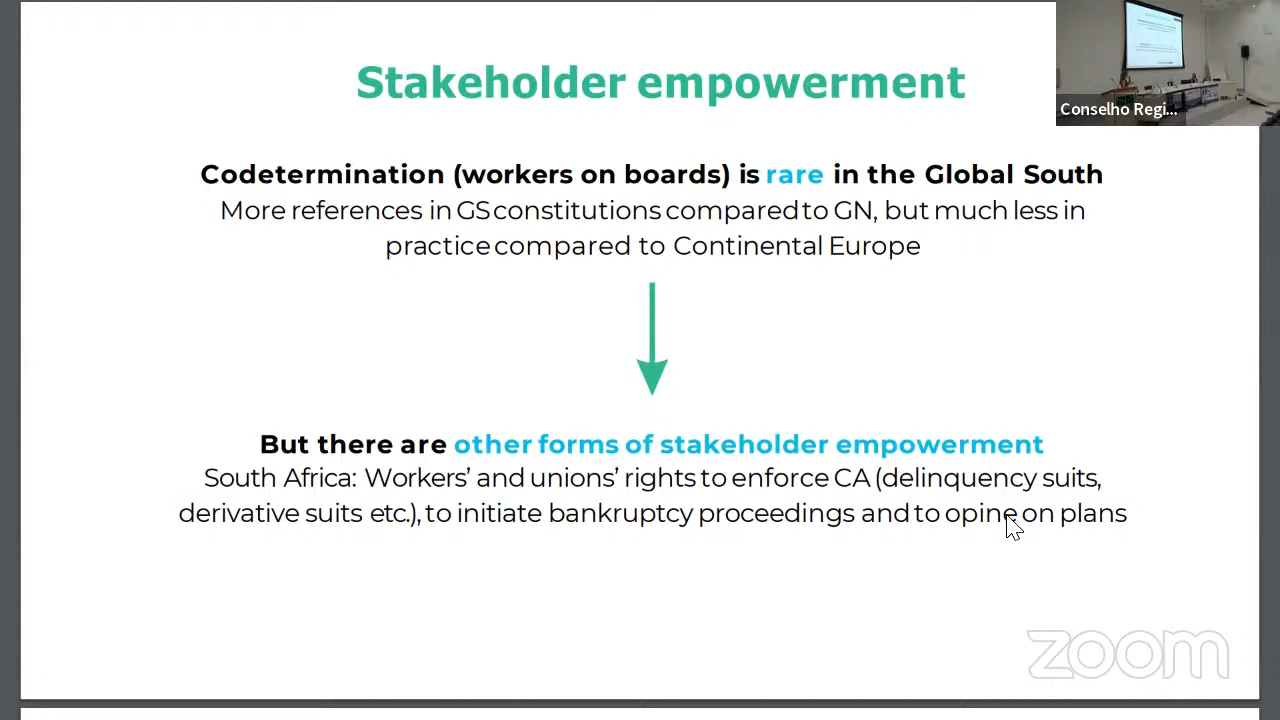 Stakeholder empowerment
Conselho Regi...
Codetermination (workers on boards) is rare in the Global South
More references in GS constitutions compared to GN, but much less in
practice compared to Continental Europe
But there are other forms of stakeholder empowerment
South Africa: Workers' and unions' rights to enforce CA (delinquency suits,
derivative suits etc.), to initiate bankruptcy proceedings and to opine on plans
zoom